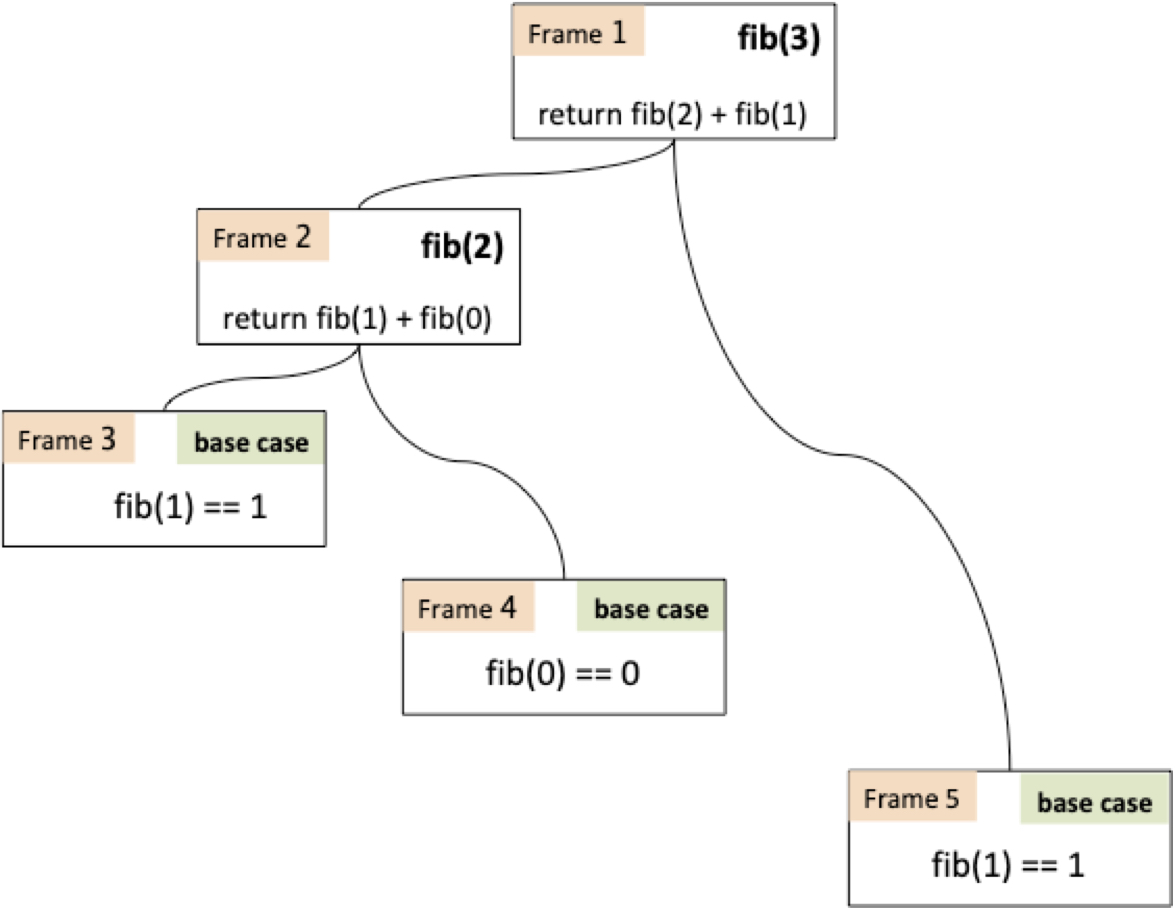 Frame 1
fib(3)
return fib(2) + fib(1)
Frame 2
fib(2)
return fib(1) + fib(0)
Frame 3
base case
fib(1) == 1
Frame 4
base case
fib(0) == 0
Frame 5
base case
fib(1) == 1